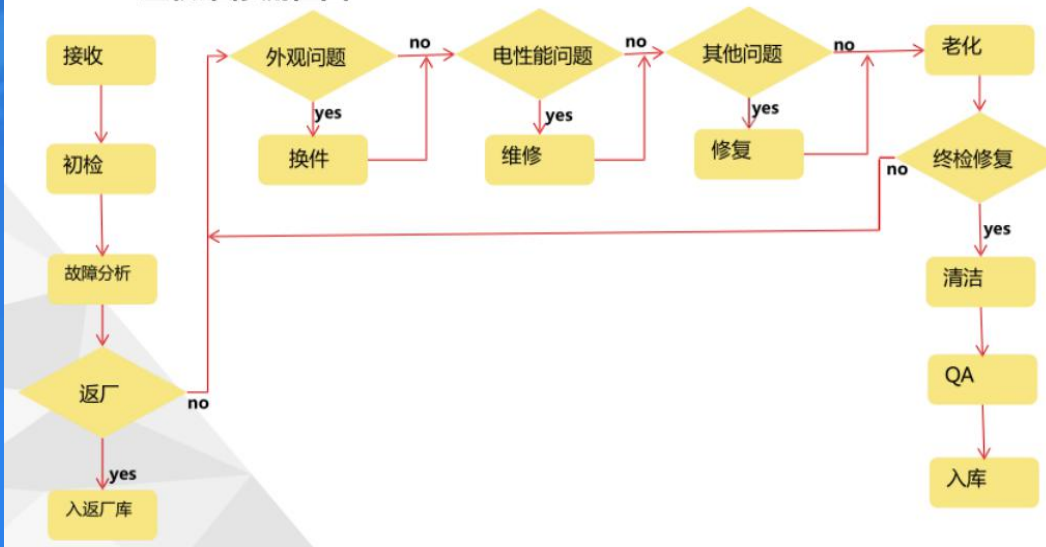 接收
初检
故障分析
返厂
no
yes
入返厂库
外观问题
no
yes
换件
电性能问题
no
yes
维修
其他问题
no
yes
修复
老化
终检修复
no
yes
清洁
QA
入库